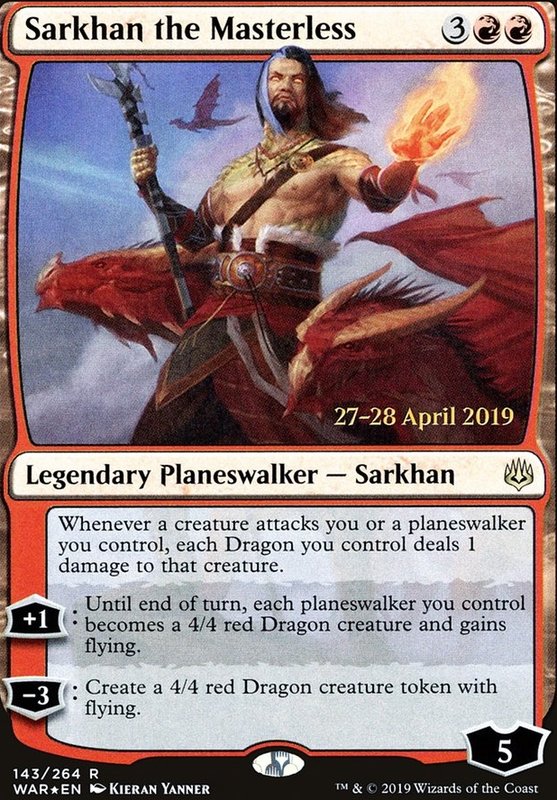 Sarkhan the Masterless 3
27–28 April 2019
Legendary Planeswalker — Sarkhan
Whenever a creature attacks you or a planeswalker
you control, each Dragon you control deals 1
damage to that creature.
+1 : Until end of turn, each planeswalker you control
becomes a 4/4 red Dragon creature and gains
flying.
−3 : Create a 4/4 red Dragon creature token with
flying.
5
143/264 R
WAR★EN Kieran Yanner
™ & © 2019 Wizards of the Coast